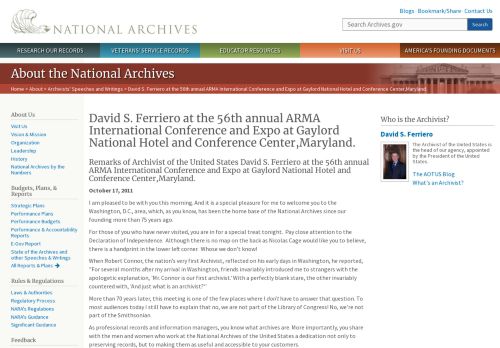 NATIONAL ARCHIVES
Blogs · Bookmark/Share · Contact Us
Search Archives.gov
Search
RESEARCH OUR RECORDS
VETERANS' SERVICE RECORDS
EDUCATOR RESOURCES
VISIT US
AMERICA'S FOUNDING DOCUMENTS
About the National Archives
Home > About > Archivists' Speeches and Writings > David S. Ferriero at the 56th annual ARMA International Conference and Expo at Gaylord National Hotel and Conference Center,Maryland.
About Us
Visit Us
Vision & Mission
Organization
Leadership
History
National Archives by the
Numbers
Budgets, Plans, &
Reports
Strategic Plans
Performance Plans
Performance Budgets
Performance & Accountability
Reports
E-Gov Report
State of the Archives and
other Speeches & Writings
All Reports & Plans
Rules & Regulations
Laws & Authorities
Regulatory Process
NARA's Regulations
NARA's Guidance
Significant Guidance
Feedback
David S. Ferriero at the 56th annual ARMA
International Conference and Expo at Gaylord
National Hotel and Conference Center,Maryland.
Remarks of Archivist of the United States David S. Ferriero at the 56th annual
ARMA International Conference and Expo at Gaylord National Hotel and
Conference Center,Maryland.
October 17, 2011
I am pleased to be with you this morning. And it is a special pleasure for me to welcome you to the
Washington, D.C., area, which, as you know, has been the home base of the National Archives since our
founding more than 75 years ago.
For those of you who have never visited, you are in for a special treat tonight. Pay close attention to the
Declaration of Independence. Although there is no map on the back as Nicolas Cage would like you to believe,
there is a handprint in the lower left corner. Whose we don't know!
When Robert Connor, the nation's very first Archivist, reflected on his early days in Washington, he reported,
"For several months after my arrival in Washington, friends invariably introduced me to strangers with the
apologetic explanation, 'Mr. Connor is our first archivist.' With a perfectly blank stare, the other invariably
countered with, 'And just what is an archivist?'"
More than 70 years later, this meeting is one of the few places where I don't have to answer that question. To
most audiences today I still have to explain that no, we are not part of the Library of Congress! No, we're not
part of the Smithsonian.
As professional records and information managers, you know what archives are. More importantly, you share
with the men and women who work at the National Archives of the United States a dedication not only to
preserving records, but to making them as useful and accessible to your customers.
Who is the Archivist?
David S. Ferriero
The Archivist of the United States
is the head of our agency, appointed
by the President of the United
States.
The AOTUS Blog
What's an Archivist?